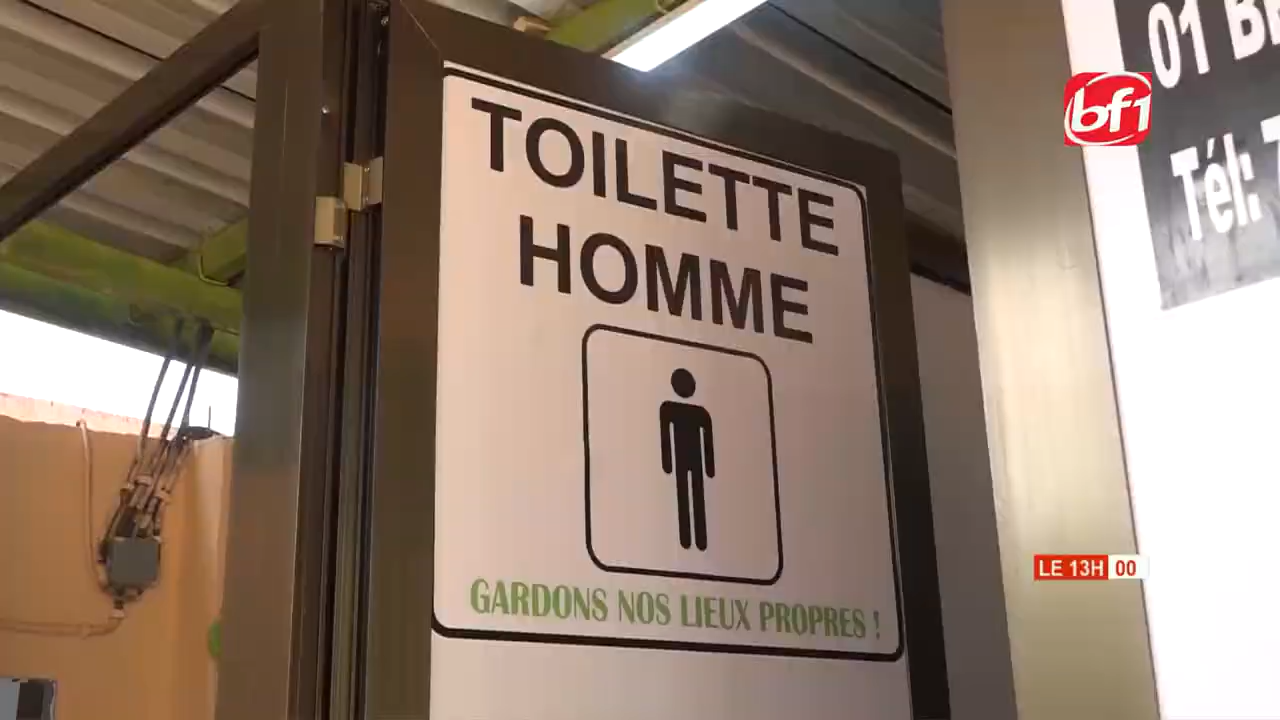 TOILETTE
HOMME
GARDONS NOS LIEUX PROPRES !
01
Tél:
bf1
LE 13H 00